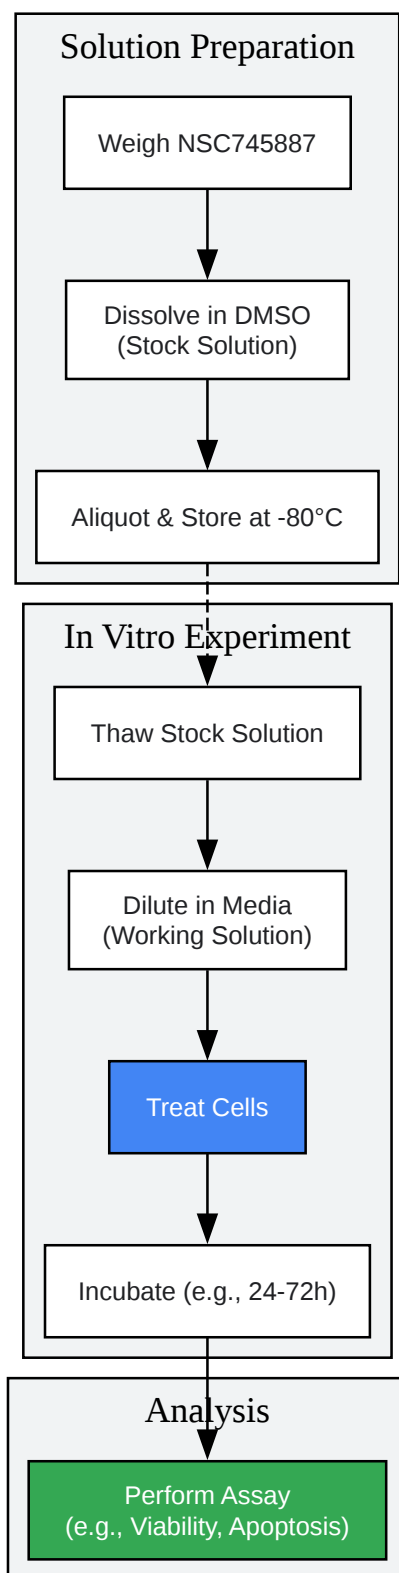 Solution Preparation
Weigh NSC745887
Dissolve in DMSO
(Stock Solution)
Aliquot & Store at -80°C
In Vitro Experiment
Thaw Stock Solution
Dilute in Media
(Working Solution)
Treat Cells
Incubate (e.g., 24-72h)
Analysis
Perform Assay
(e.g., Viability, Apoptosis)